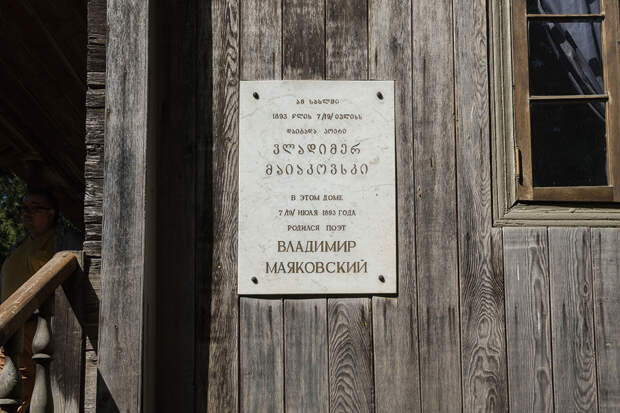 ამ სახლში
1893 წლის 7/19/ ივლისს
დაიბადა პოეტი
ვლადიმერ
მაიაკოვსკი
В ЭТОМ ДОМЕ
7/19/ ИЮЛЯ 1893 ГОДА
РОДИЛСЯ ПОЭТ
ВЛАДИМИР
МАЯКОВСКИЙ